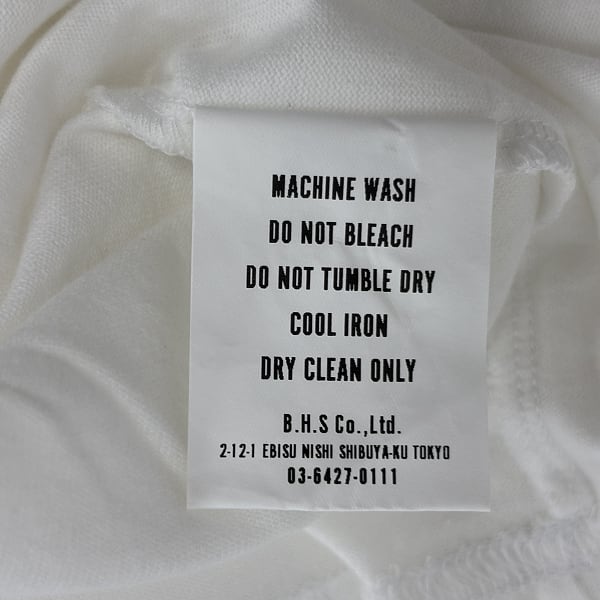 MACHINE WASH
DO NOT BLEACH
DO NOT TUMBLE DRY
COOL IRON
DRY CLEAN ONLY
B.H.S Co.,Ltd.
2-12-1 EBISU NISHI SHIBUYA-KU TOKYO
03-6427-0111